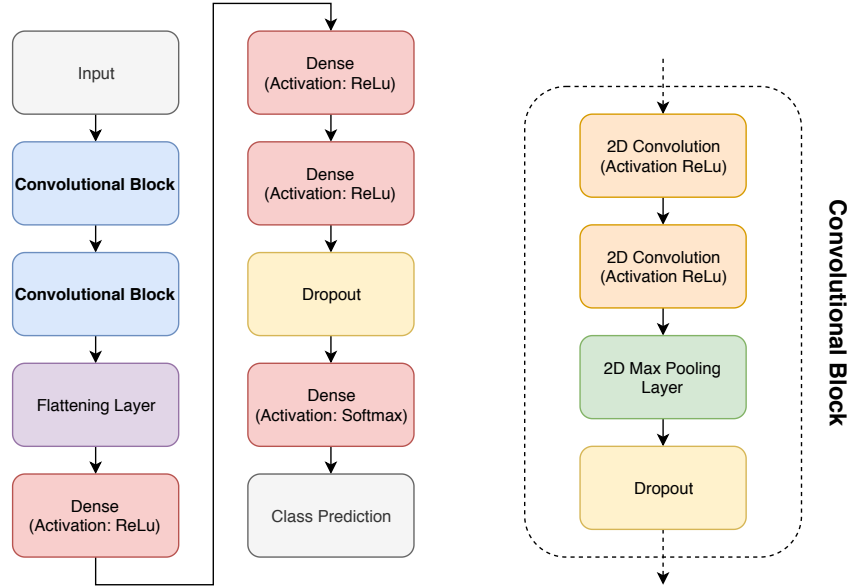 Input
Convolutional Block
Convolutional Block
Flattening Layer
Dense
(Activation: ReLu)
Dense
(Activation: ReLu)
Dense
(Activation: ReLu)
Dropout
Dense
(Activation: Softmax)
Class Prediction
2D Convolution
(Activation ReLu)
2D Convolution
(Activation ReLu)
2D Max Pooling
Layer
Dropout
Convolutional Block